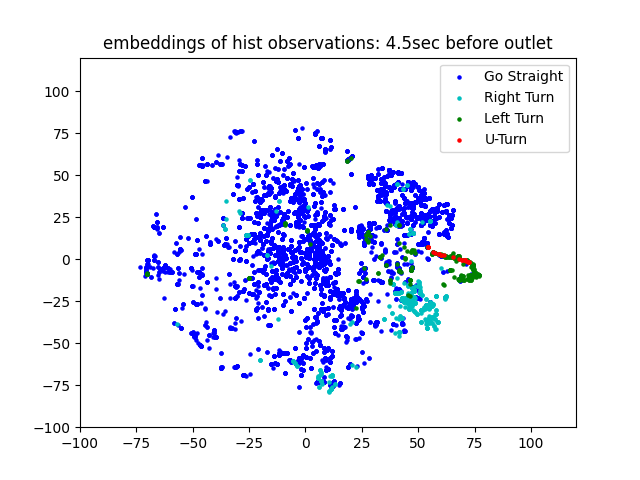 embeddings of hist observations: 4.5sec before outlet
Go Straight
Right Turn
Left Turn
U-Turn
100
75
50
25
0
−25
−50
−75
−100
−100 −75 −50 −25 0 25 50 75 100